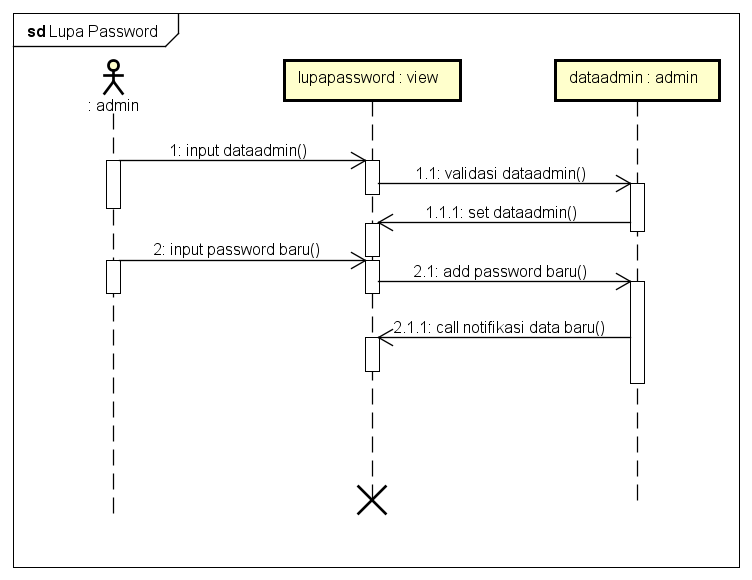 sd Lupa Password
: admin
lupapassword : view
dataadmin : admin
1: input dataadmin()
1.1: validasi dataadmin()
1.1.1: set dataadmin()
2: input password baru()
2.1: add password baru()
2.1.1: call notifikasi data baru()